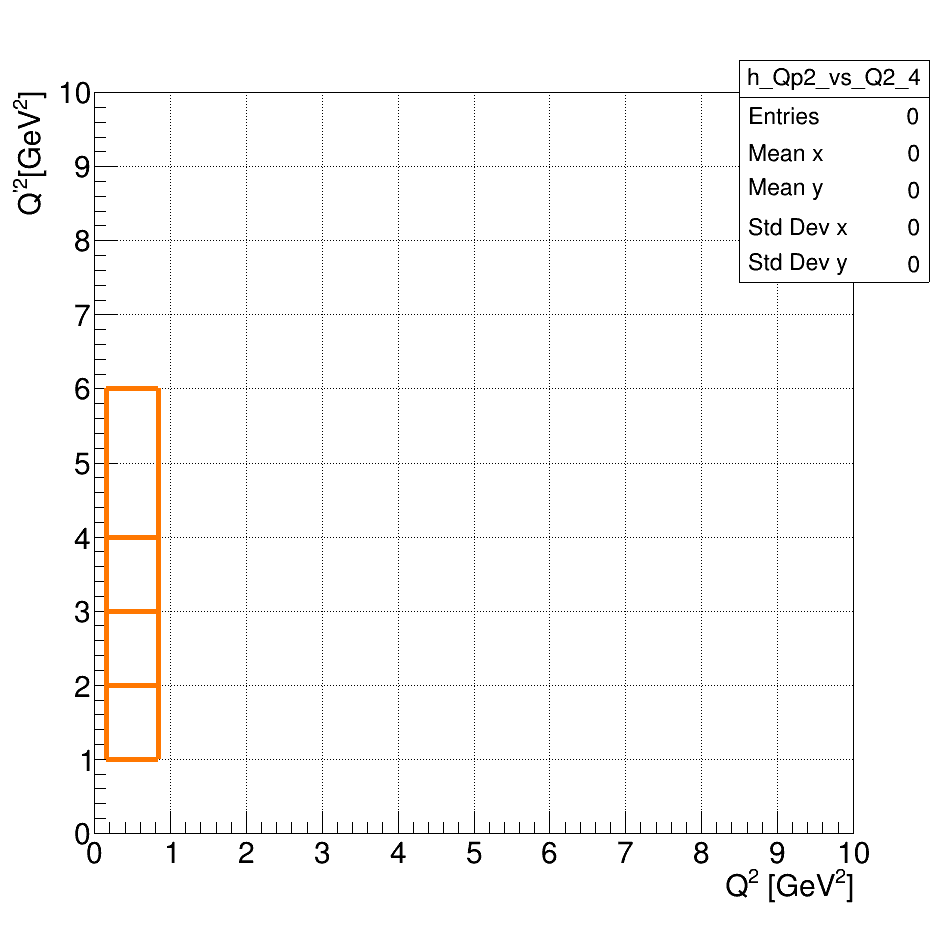 h_Qp2_vs_Q2_4
Entries 0
Mean x 0
Mean y 0
Std Dev x 0
Std Dev y 0
Q'² [GeV²]
10
9
8
7
6
5
4
3
2
1
0
0 1 2 3 4 5 6 7 8 9 10
Q² [GeV²]